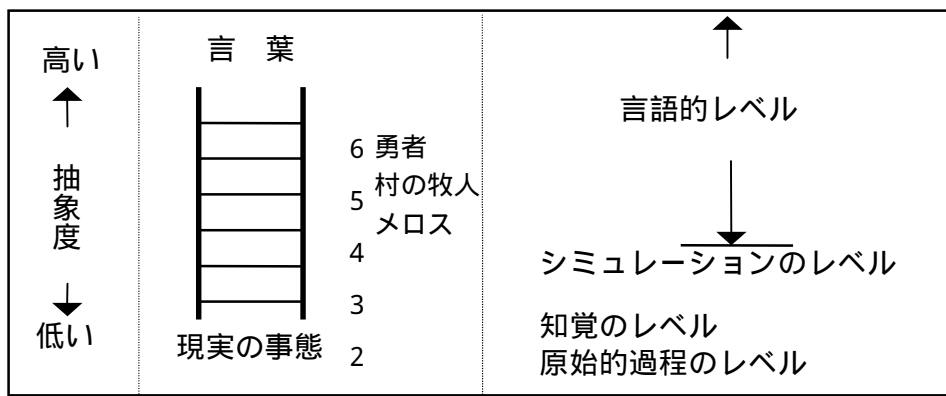 高い
抽象度
低い
言 葉
現実の事態
6 勇者
5 村の牧人
メロス
4
3
2
言語的レベル
シミュレーションのレベル
知覚のレベル
原始的過程のレベル